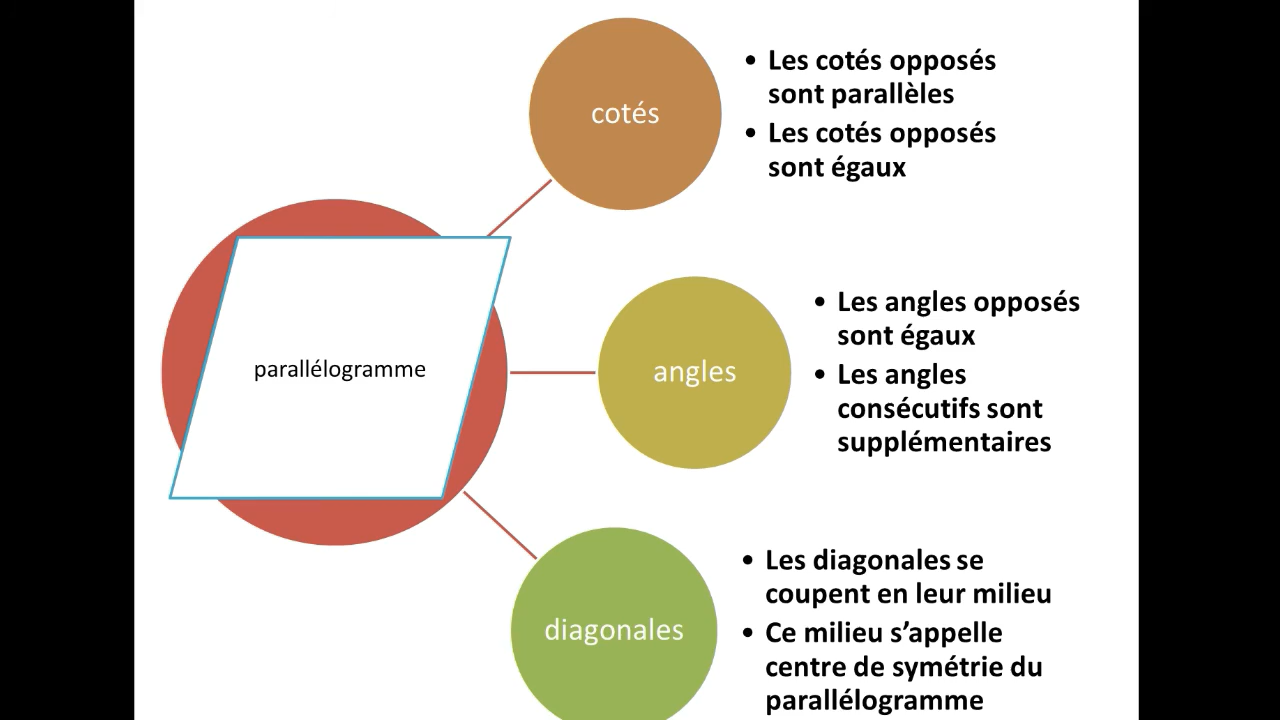 cotés
• Les cotés opposés
sont parallèles
• Les cotés opposés
sont égaux
parallélogramme
angles
• Les angles opposés
sont égaux
• Les angles
consécutifs sont
supplémentaires
diagonales
• Les diagonales se
coupent en leur milieu
• Ce milieu s’appelle
centre de symétrie du
parallélogramme